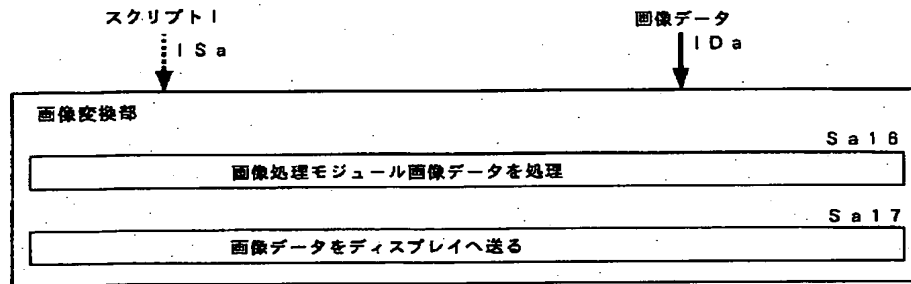 スクリプトI 画像データ
ISa IDa
画像変換部
Sa16
画像処理モジュール画像データを処理
Sa17
画像データをディスプレイへ送る